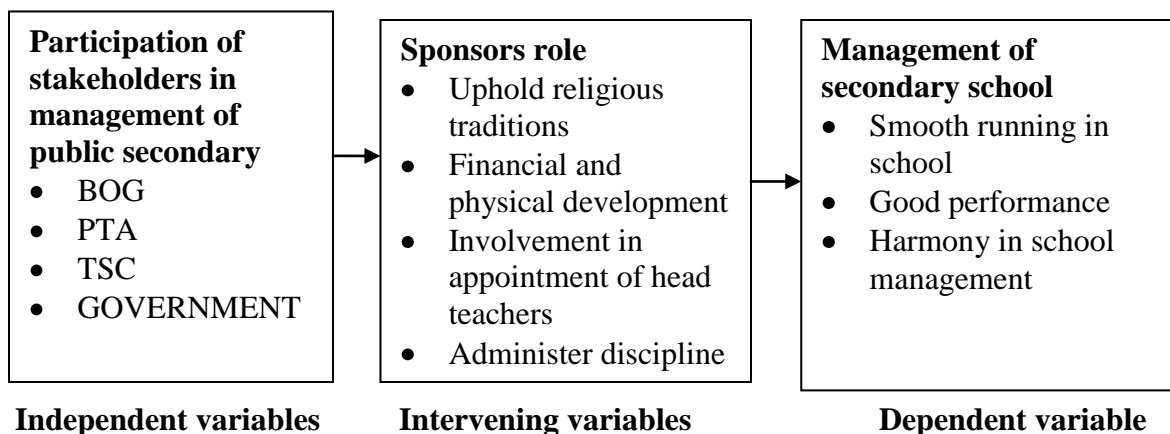 Participation of
stakeholders in
management of
public secondary
• BOG
• PTA
• TSC
• GOVERNMENT
Independent variables
Sponsors role
• Uphold religious
traditions
• Financial and
physical development
• Involvement in
appointment of head
teachers
• Administer discipline
Intervening variables
Management of
secondary school
• Smooth running in
school
• Good performance
• Harmony in school
management
Dependent variable